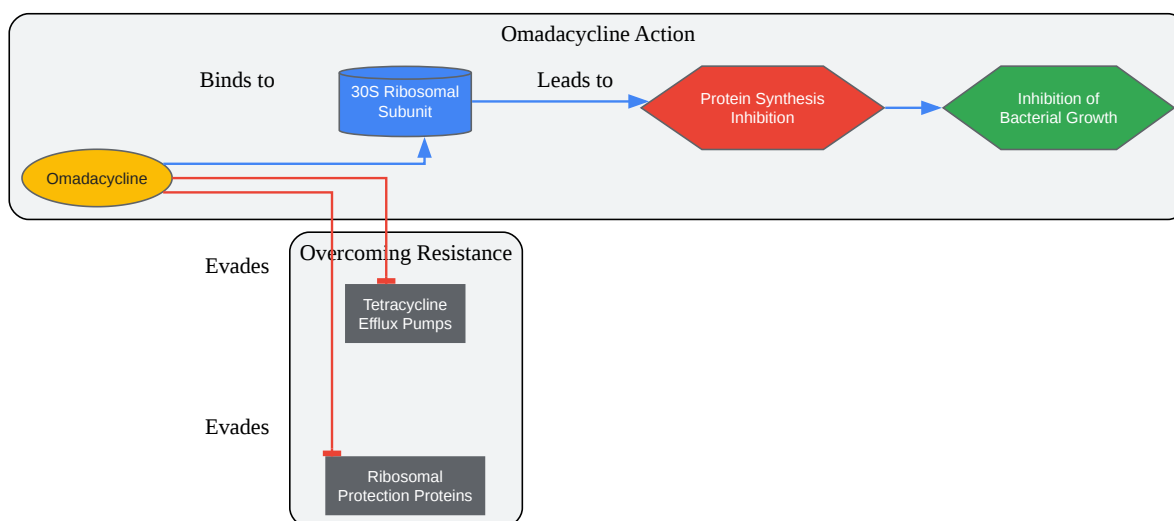 Omadacycline Action
Binds to
30S Ribosomal
Subunit
Leads to
Protein Synthesis
Inhibition
Inhibition of
Bacterial Growth
Omadacycline
Overcoming Resistance
Evades
Tetracycline
Efflux Pumps
Evades
Ribosomal
Protection Proteins